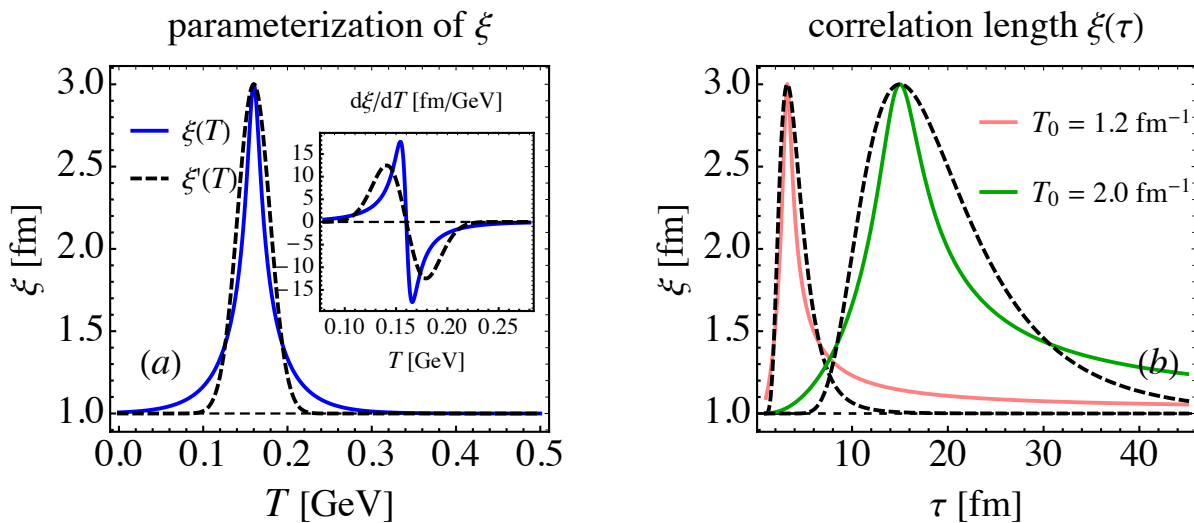 parameterization of ξ
3.0
2.5
2.0
1.5
1.0
ξ [fm]
ξ(T)
ξ'(T)
(a)
dξ/dT [fm/GeV]
15
10
5
0
−5
−10
−15
0.10 0.15 0.20 0.25
T [GeV]
0.0 0.1 0.2 0.3 0.4 0.5
T [GeV]
correlation length ξ(τ)
3.0
2.5
2.0
1.5
1.0
ξ [fm]
T₀ = 1.2 fm⁻¹
T₀ = 2.0 fm⁻¹
(b)
10 20 30 40
τ [fm]